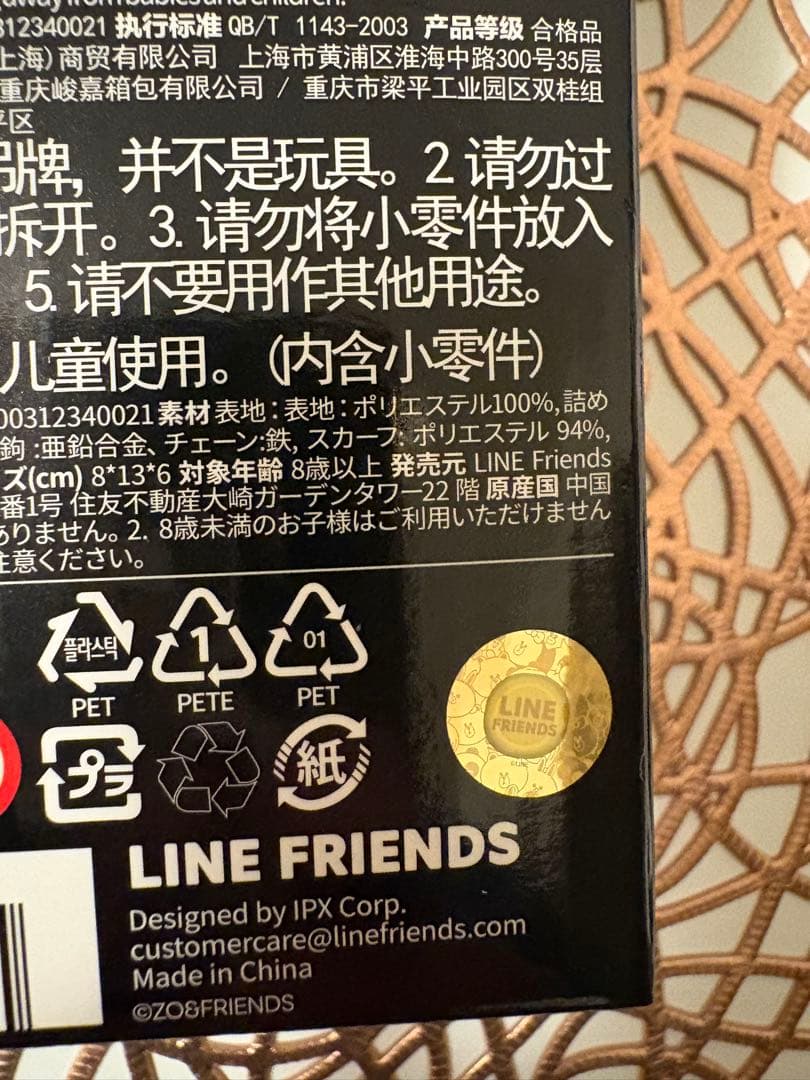 away from babies and children.
312340021 执行标准 QB/T 1143-2003 产品等级 合格品
上海)商贸有限公司 上海市黄浦区淮海中路300号35层
重庆峻嘉箱包有限公司 / 重庆市梁平工业园区双桂组
平区
品牌,并不是玩具。2 请勿过
拆开。3. 请勿将小零件放入
5. 请不要用作其他用途。
儿童使用。(内含小零件)
00312340021 素材 表地:表地:ポリエステル100%,詰め
鉤:亜鉛合金、チェーン:鉄, スカーフ: ポリエステル 94%,
ズ(cm) 8*13*6 対象年齢 8歳以上 発売元 LINE Friends
番1号 住友不動産大崎ガーデンタワー22 階 原産国 中国
ありません。2. 8歳未満のお子様はご利用いただけません
注意ください。
플라스틱 1 01
PET PETE PET
LINE
FRIENDS
©LINE
プラ 紙
LINE FRIENDS
Designed by IPX Corp.
customercare@linefriends.com
Made in China
©ZO&FRIENDS